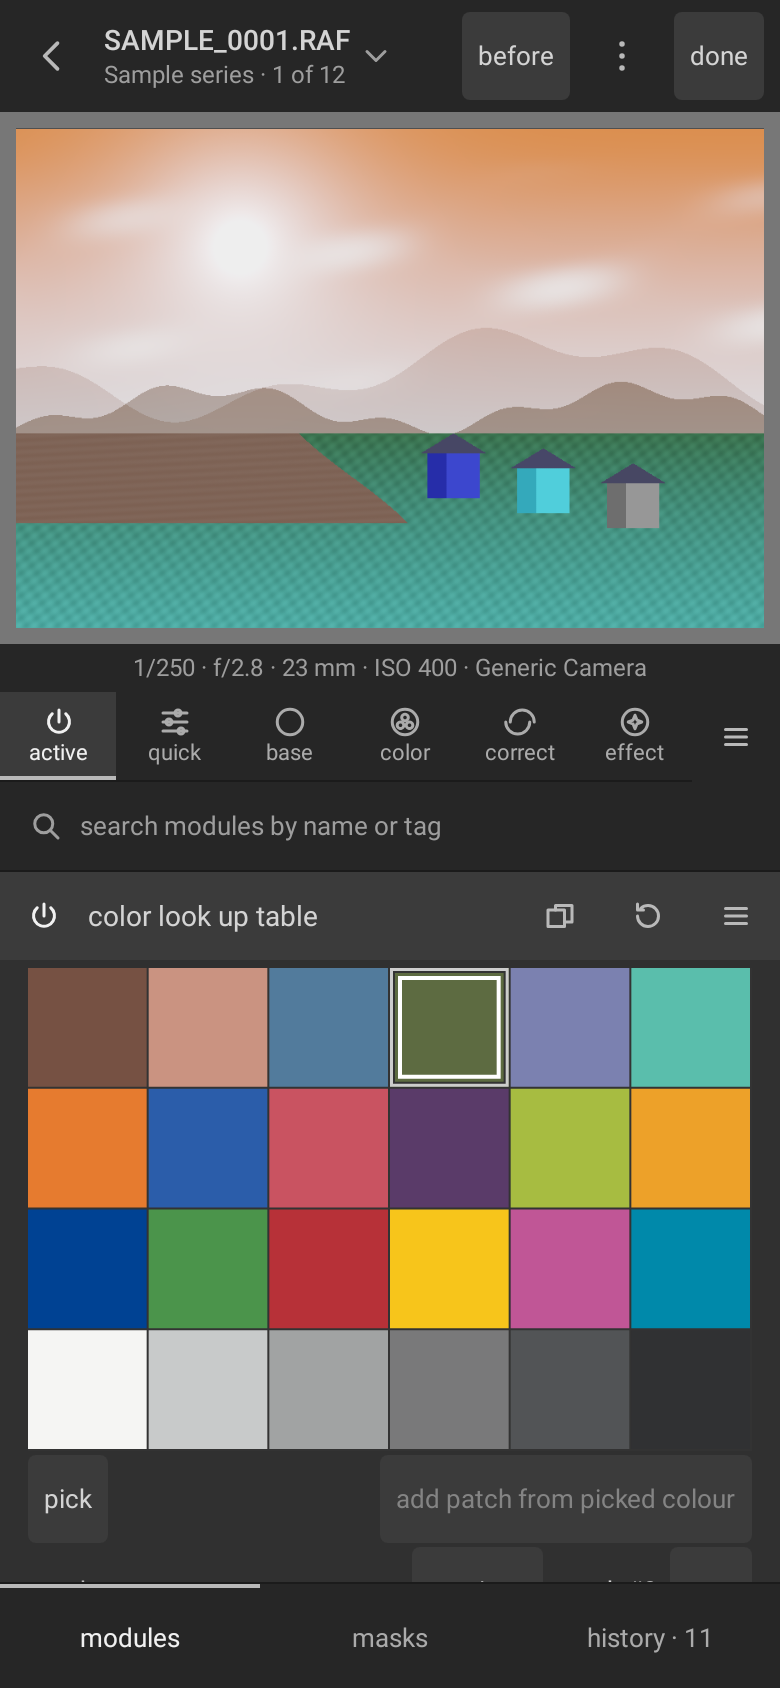 SAMPLE_0001.RAF
Sample series · 1 of 12
before
done
1/250 · f/2.8 · 23 mm · ISO 400 · Generic Camera
active
quick
base
color
correct
effect
search modules by name or tag
color look up table
pick
add patch from picked colour
modules
masks
history · 11